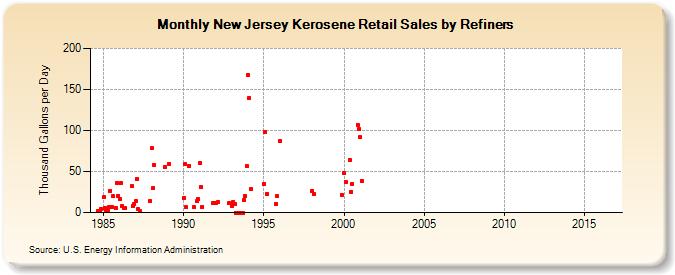 Monthly New Jersey Kerosene Retail Sales by Refiners
Thousand Gallons per Day
200
150
100
50
0
1985 1990 1995 2000 2005 2010 2015
Source: U.S. Energy Information Administration